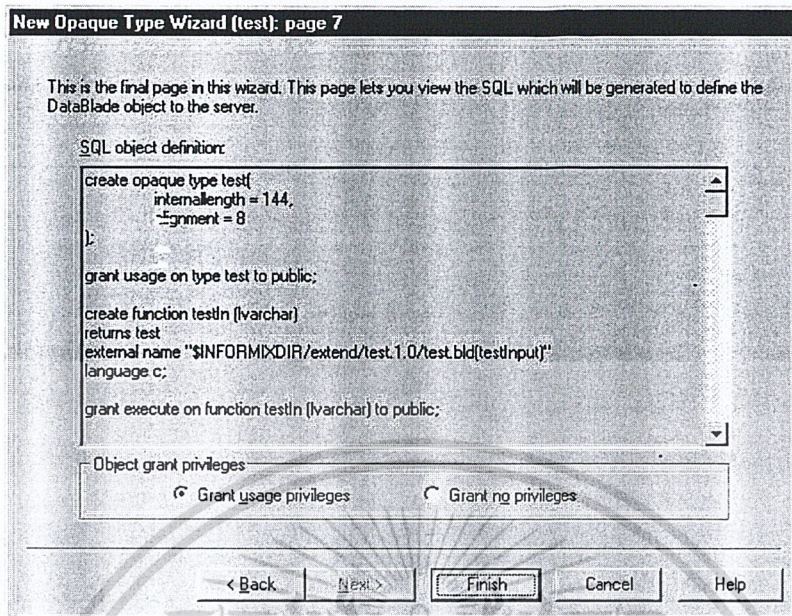 New Opaque Type Wizard (test): page 7
This is the final page in this wizard. This page lets you view the SQL which will be generated to define the
DataBlade object to the server.
SQL object definition:
create opaque type test(
internallength = 144,
= 8
);
grant usage on type test to public;
create function testIn (lvarchar)
returns test
external name "$INFORMIXDIR/extend/test.1.0/test.bld(testInput)"
language c;
grant execute on function testIn (lvarchar) to public;
Object grant privileges
Grant usage privileges
Grant no privileges
< Back
Next >
Finish
Cancel
Help